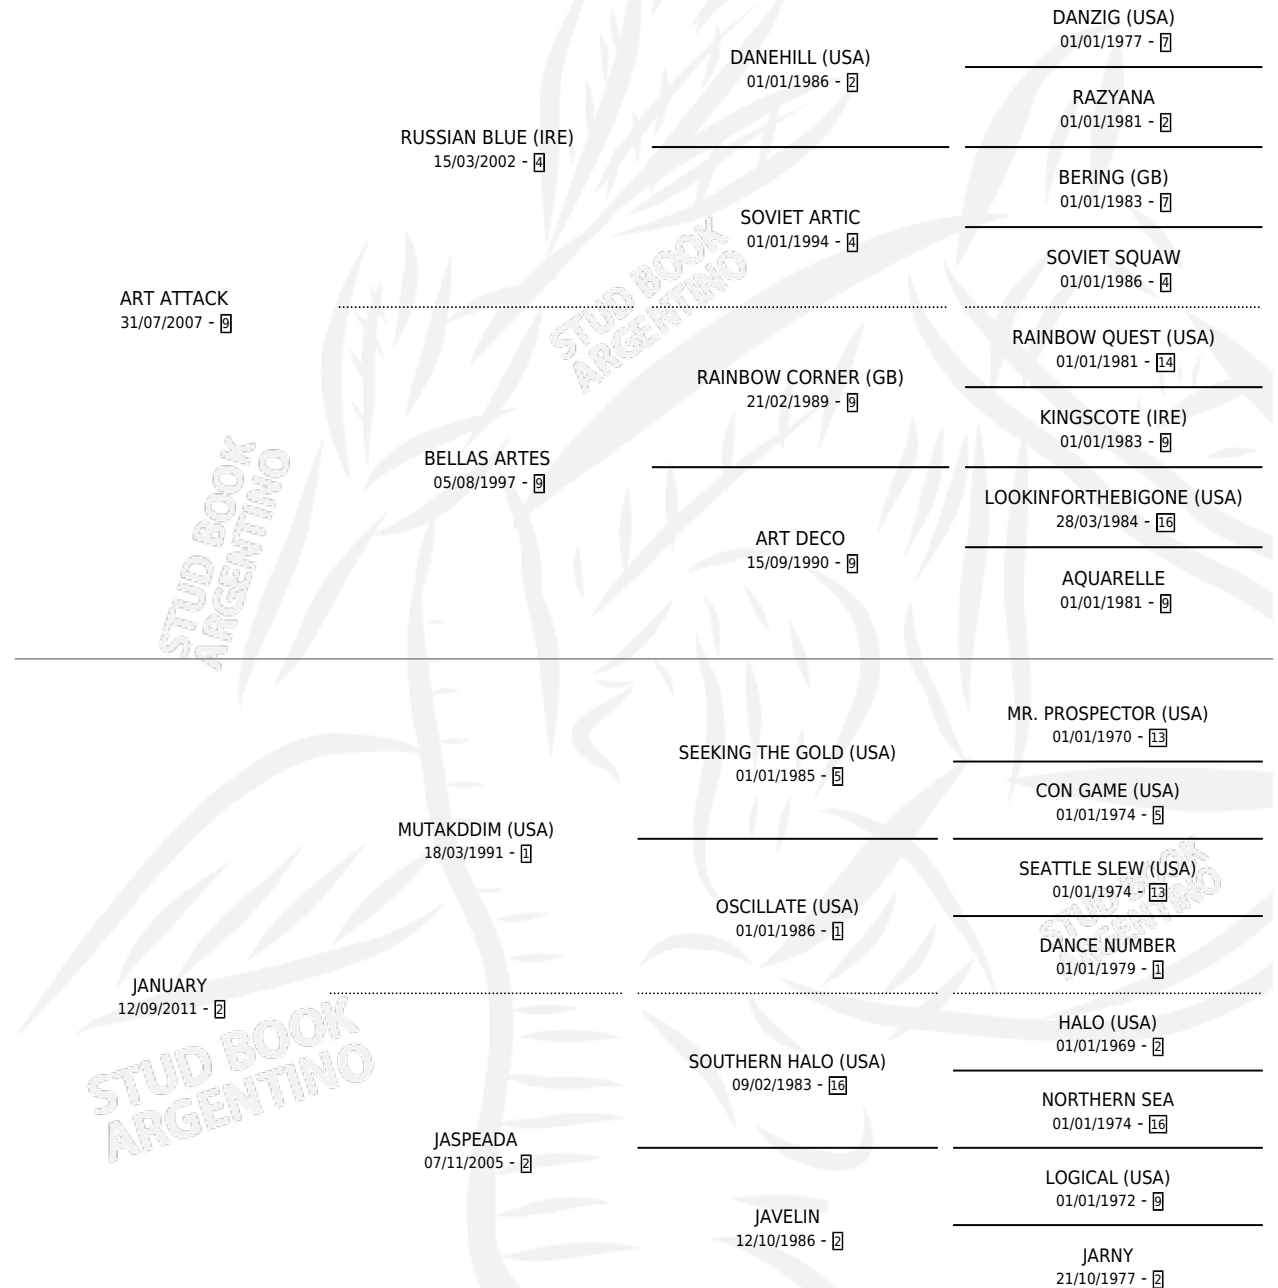 DANZIG (USA)
01/01/1977 - 7
DANEHILL (USA)
01/01/1986 - 2
RAZYANA
01/01/1981 - 2
RUSSIAN BLUE (IRE)
15/03/2002 - 4
BERING (GB)
01/01/1983 - 7
SOVIET ARTIC
01/01/1994 - 4
SOVIET SQUAW
01/01/1986 - 4
ART ATTACK
31/07/2007 - 9
RAINBOW QUEST (USA)
01/01/1981 - 14
RAINBOW CORNER (GB)
21/02/1989 - 9
KINGSCOTE (IRE)
01/01/1983 - 9
BELLAS ARTES
05/08/1997 - 9
LOOKINFORTHEBIGONE (USA)
28/03/1984 - 16
ART DECO
15/09/1990 - 9
AQUARELLE
01/01/1981 - 9
MR. PROSPECTOR (USA)
01/01/1970 - 13
SEEKING THE GOLD (USA)
01/01/1985 - 5
CON GAME (USA)
01/01/1974 - 5
MUTAKDDIM (USA)
18/03/1991 - 1
SEATTLE SLEW (USA)
01/01/1974 - 13
OSCILLATE (USA)
01/01/1986 - 1
DANCE NUMBER
01/01/1979 - 1
JANUARY
12/09/2011 - 2
HALO (USA)
01/01/1969 - 2
SOUTHERN HALO (USA)
09/02/1983 - 16
NORTHERN SEA
01/01/1974 - 16
JASPEADA
07/11/2005 - 2
LOGICAL (USA)
01/01/1972 - 9
JAVELIN
12/10/1986 - 2
JARNY
21/10/1977 - 2
STUD BOOK
ARGENTINO
STUD BOOK
ARGENTINO
STUD BOOK
ARGENTINO
STUD BOOK
ARGENTINO